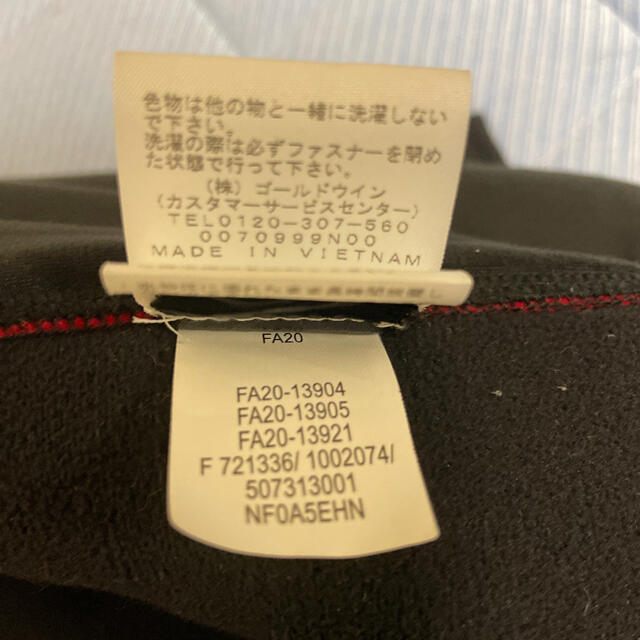 色物は他の物と一緒に洗濯しない
で下さい。
洗濯の際は必ずファスナーを閉め
た状態で行って下さい。
(株) ゴールドウイン
(カスタマーサービスセンター)
TEL0120-307-560
0070999N00
MADE IN VIETNAM
FA20
FA20-13904
FA20-13905
FA20-13921
F 721336/ 1002074/
507313001
NF0A5EHN